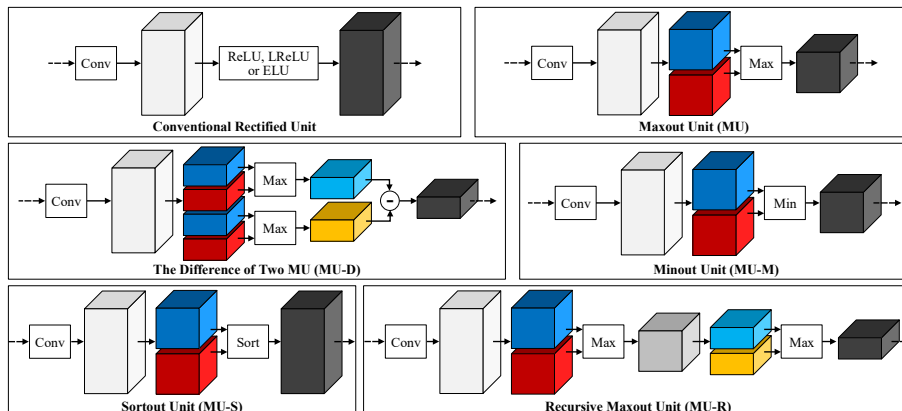 Conv
ReLU, LReLU
or ELU
Conventional Rectified Unit
Conv
Max
Maxout Unit (MU)
Conv
Max
Max
-
The Difference of Two MU (MU-D)
Conv
Min
Minout Unit (MU-M)
Conv
Sort
Sortout Unit (MU-S)
Conv
Max
Max
Recursive Maxout Unit (MU-R)